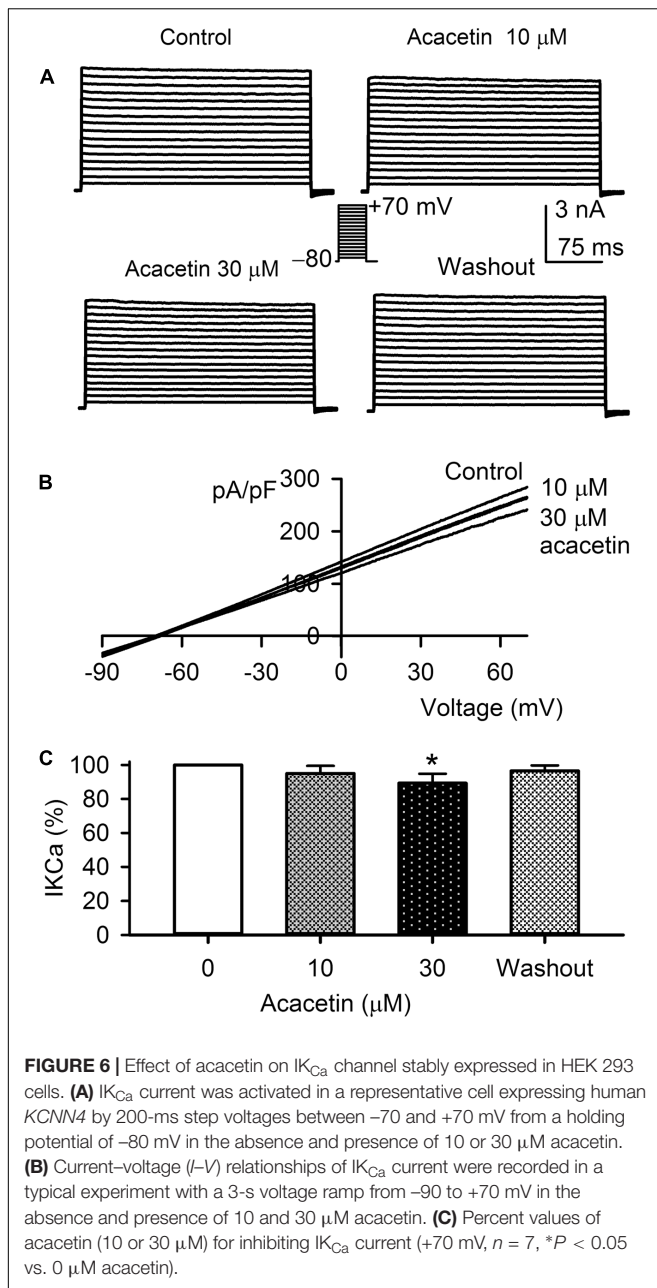 Control
Acacetin 10 μM
A
+70 mV
−80
3 nA
75 ms
Acacetin 30 μM
Washout
B
pA/pF
300
200
100
0
Control
10 μM
30 μM
acacetin
-90
-60
-30
0
30
60
Voltage (mV)
C
IKCa (%)
100
80
60
40
20
0
*
0
10
30
Washout
Acacetin (μM)
FIGURE 6 | Effect of acacetin on IKCa channel stably expressed in HEK 293
cells. (A) IKCa current was activated in a representative cell expressing human
KCNN4 by 200-ms step voltages between –70 and +70 mV from a holding
potential of –80 mV in the absence and presence of 10 or 30 μM acacetin.
(B) Current–voltage (I–V) relationships of IKCa current were recorded in a
typical experiment with a 3-s voltage ramp from –90 to +70 mV in the
absence and presence of 10 and 30 μM acacetin. (C) Percent values of
acacetin (10 or 30 μM) for inhibiting IKCa current (+70 mV, n = 7, *P < 0.05
vs. 0 μM acacetin).